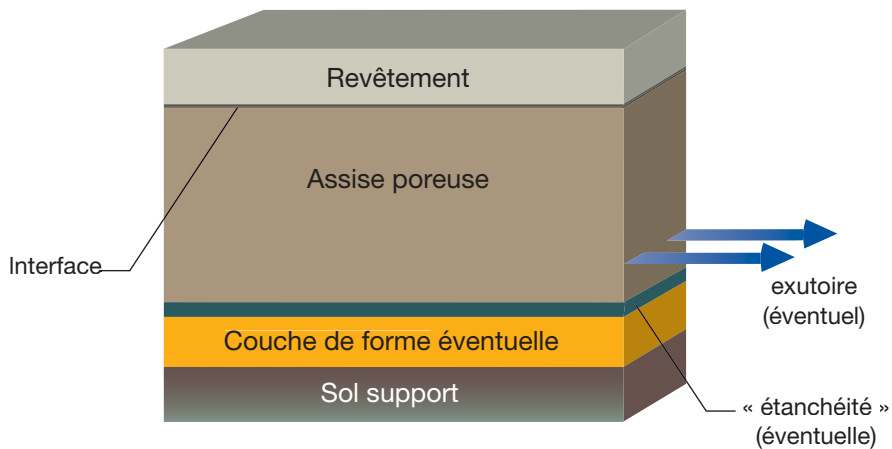 Revêtement
Assise poreuse
Interface
exutoire
(éventuel)
Couche de forme éventuelle
Sol support
« étanchéité »
(éventuelle)